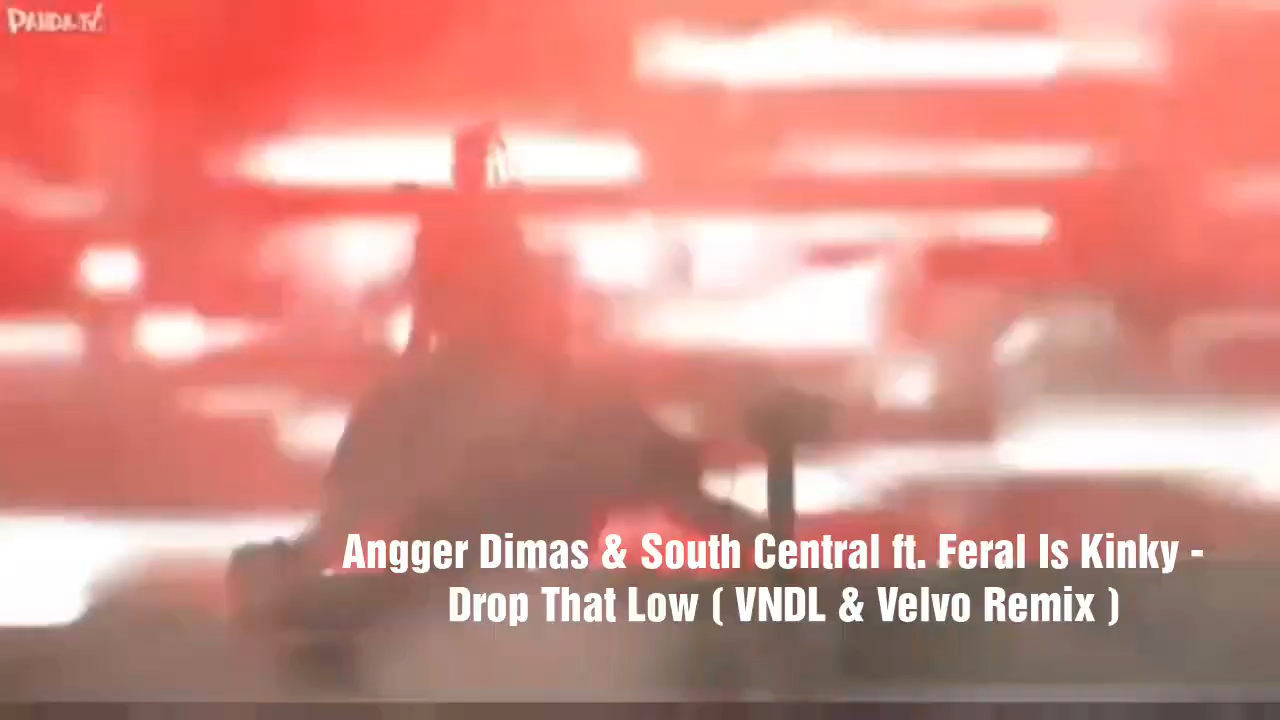 PANDA.TV
Angger Dimas & South Central ft. Feral Is Kinky -
Drop That Low ( VNDL & Velvo Remix )